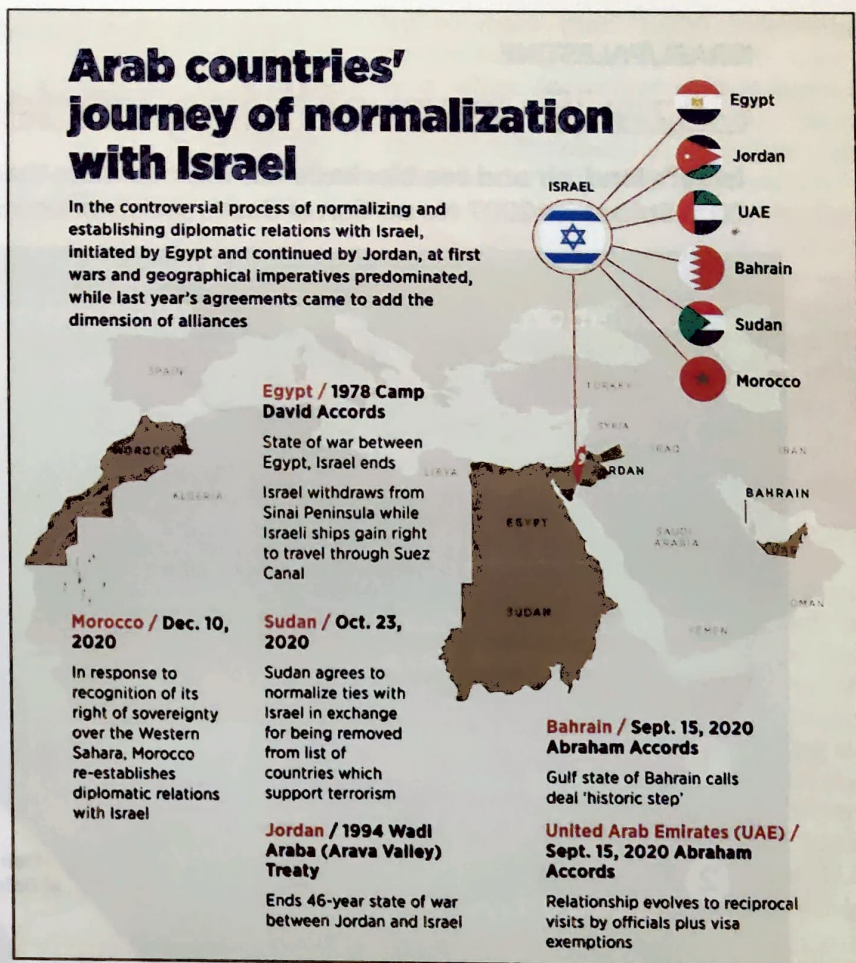 Arab countries'
journey of normalization
with Israel
In the controversial process of normalizing and
establishing diplomatic relations with Israel,
initiated by Egypt and continued by Jordan, at first
wars and geographical imperatives predominated,
while last year's agreements came to add the
dimension of alliances
ISRAEL
Egypt
Jordan
UAE
Bahrain
Sudan
Morocco
SPAIN
TURKEY
SYRIA
IRAQ
IRAN
MOROCCO
ALGERIA
LIBYA
EGYPT
RDAN
BAHRAIN
SAUDI
ARABIA
UAE
OMAN
SUDAN
YEMEN
Egypt / 1978 Camp
David Accords
State of war between
Egypt, Israel ends
Israel withdraws from
Sinai Peninsula while
Israeli ships gain right
to travel through Suez
Canal
Morocco / Dec. 10,
2020
In response to
recognition of its
right of sovereignty
over the Western
Sahara, Morocco
re-establishes
diplomatic relations
with Israel
Sudan / Oct. 23,
2020
Sudan agrees to
normalize ties with
Israel in exchange
for being removed
from list of
countries which
support terrorism
Jordan / 1994 Wadi
Araba (Arava Valley)
Treaty
Ends 46-year state of war
between Jordan and Israel
Bahrain / Sept. 15, 2020
Abraham Accords
Gulf state of Bahrain calls
deal 'historic step'
United Arab Emirates (UAE) /
Sept. 15, 2020 Abraham
Accords
Relationship evolves to reciprocal
visits by officials plus visa
exemptions